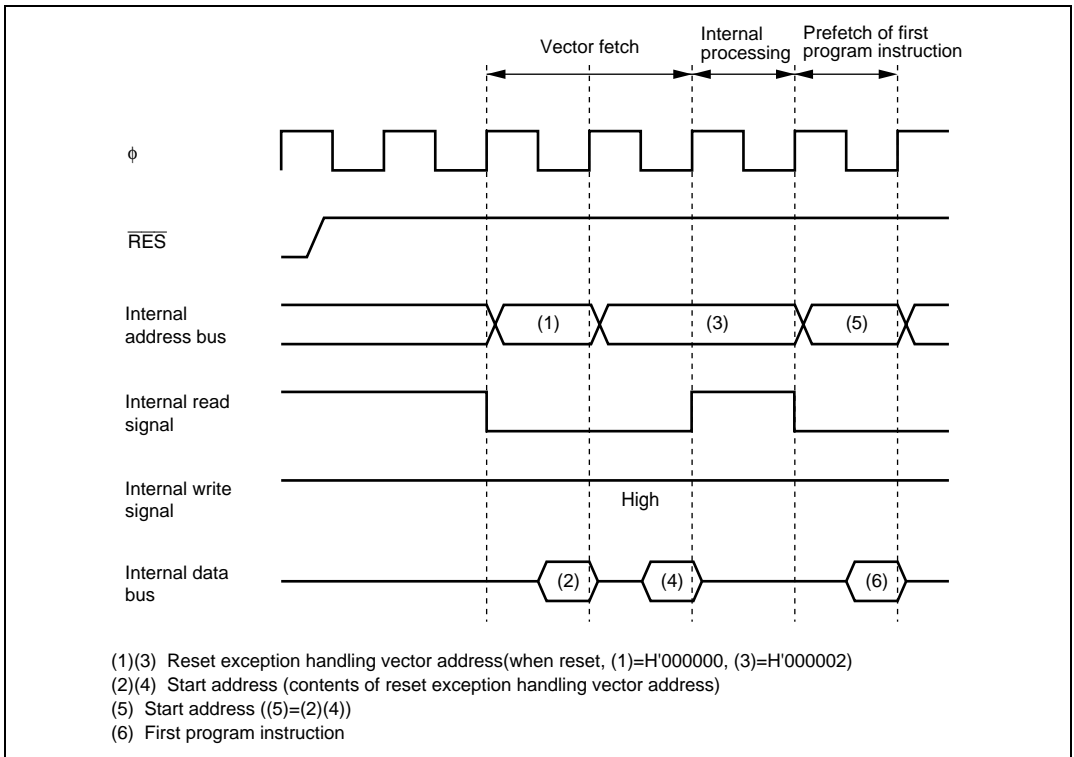 Vector fetch
Internal
processing
Prefetch of first
program instruction
ϕ
RES
Internal
address bus
(1)
(3)
(5)
Internal read
signal
Internal write
signal
High
Internal data
bus
(2)
(4)
(6)
(1)(3) Reset exception handling vector address(when reset, (1)=H'000000, (3)=H'000002)
(2)(4) Start address (contents of reset exception handling vector address)
(5) Start address ((5)=(2)(4))
(6) First program instruction